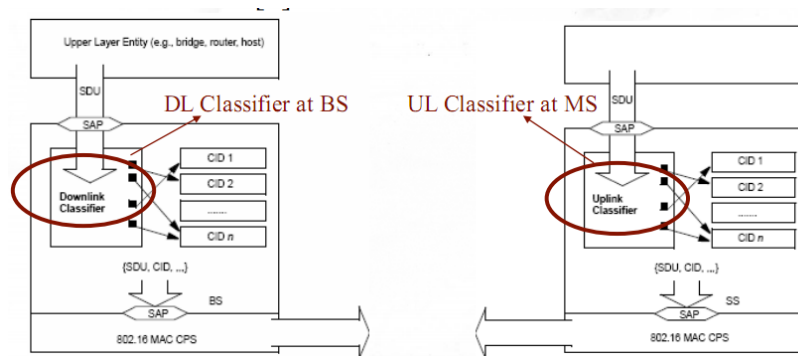 Upper Layer Entity (e.g., bridge, router, host)
SDU
DL Classifier at BS
SAP
Downlink
Classifier
CID 1
CID 2
........
CID n
{SDU, CID, ...}
BS
SAP
802.16 MAC CPS
SDU
UL Classifier at MS
SAP
Uplink
Classifier
CID 1
CID 2
........
CID n
{SDU, CID, ...}
SS
SAP
802.16 MAC CPS